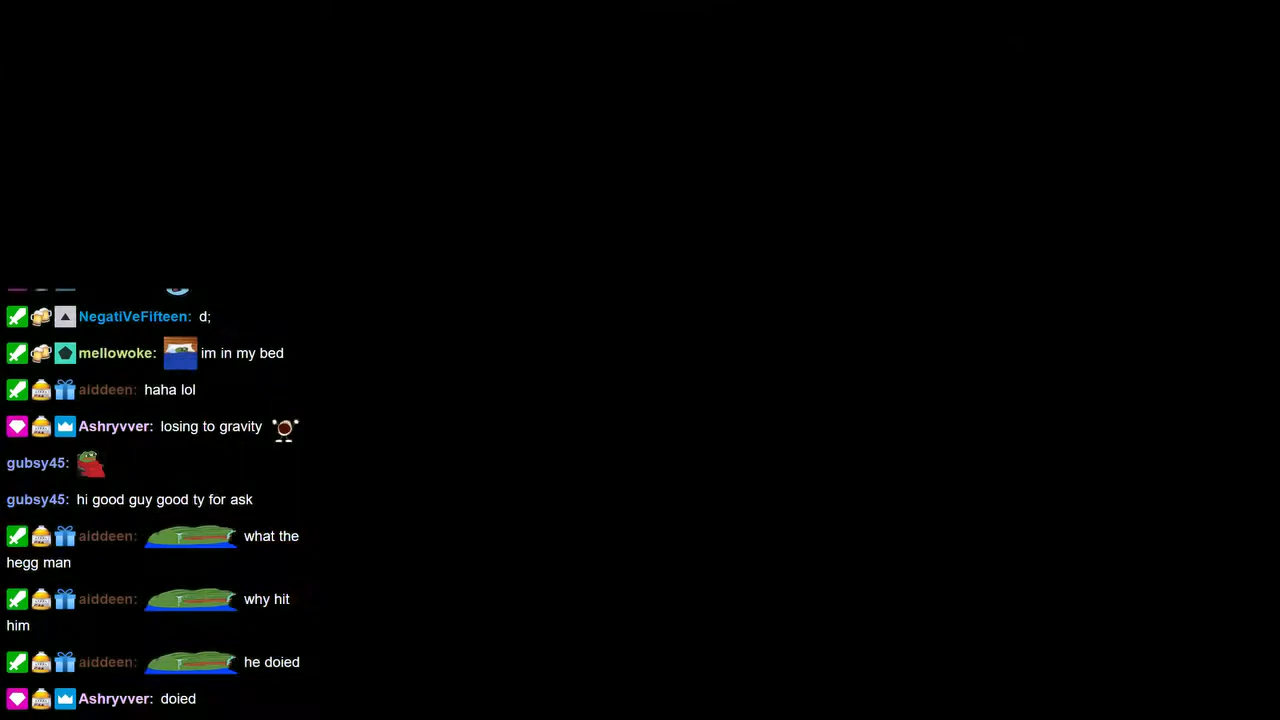 NegatiVeFifteen: d;
mellowoke: im in my bed
aiddeen: haha lol
Ashryvver: losing to gravity
gubsy45:
gubsy45: hi good guy good ty for ask
aiddeen: what the
hegg man
aiddeen: why hit
him
aiddeen: he doied
Ashryvver: doied